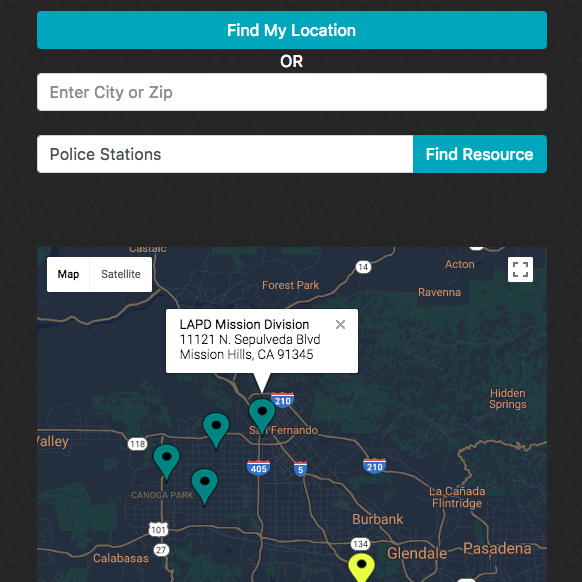 Find My Location
OR
Enter City or Zip
Police Stations
Find Resource
Castaic
14
Acton
Map
Satellite
Forest Park
Ravenna
LAPD Mission Division
11121 N. Sepulveda Blvd
Mission Hills, CA 91345
Hidden
Springs
210
San Fernando
alley
118
405
5
210
CANOGA PARK
La Cañada
Flintridge
101
Burbank
27
134
Glendale
Pasadena
Calabasas